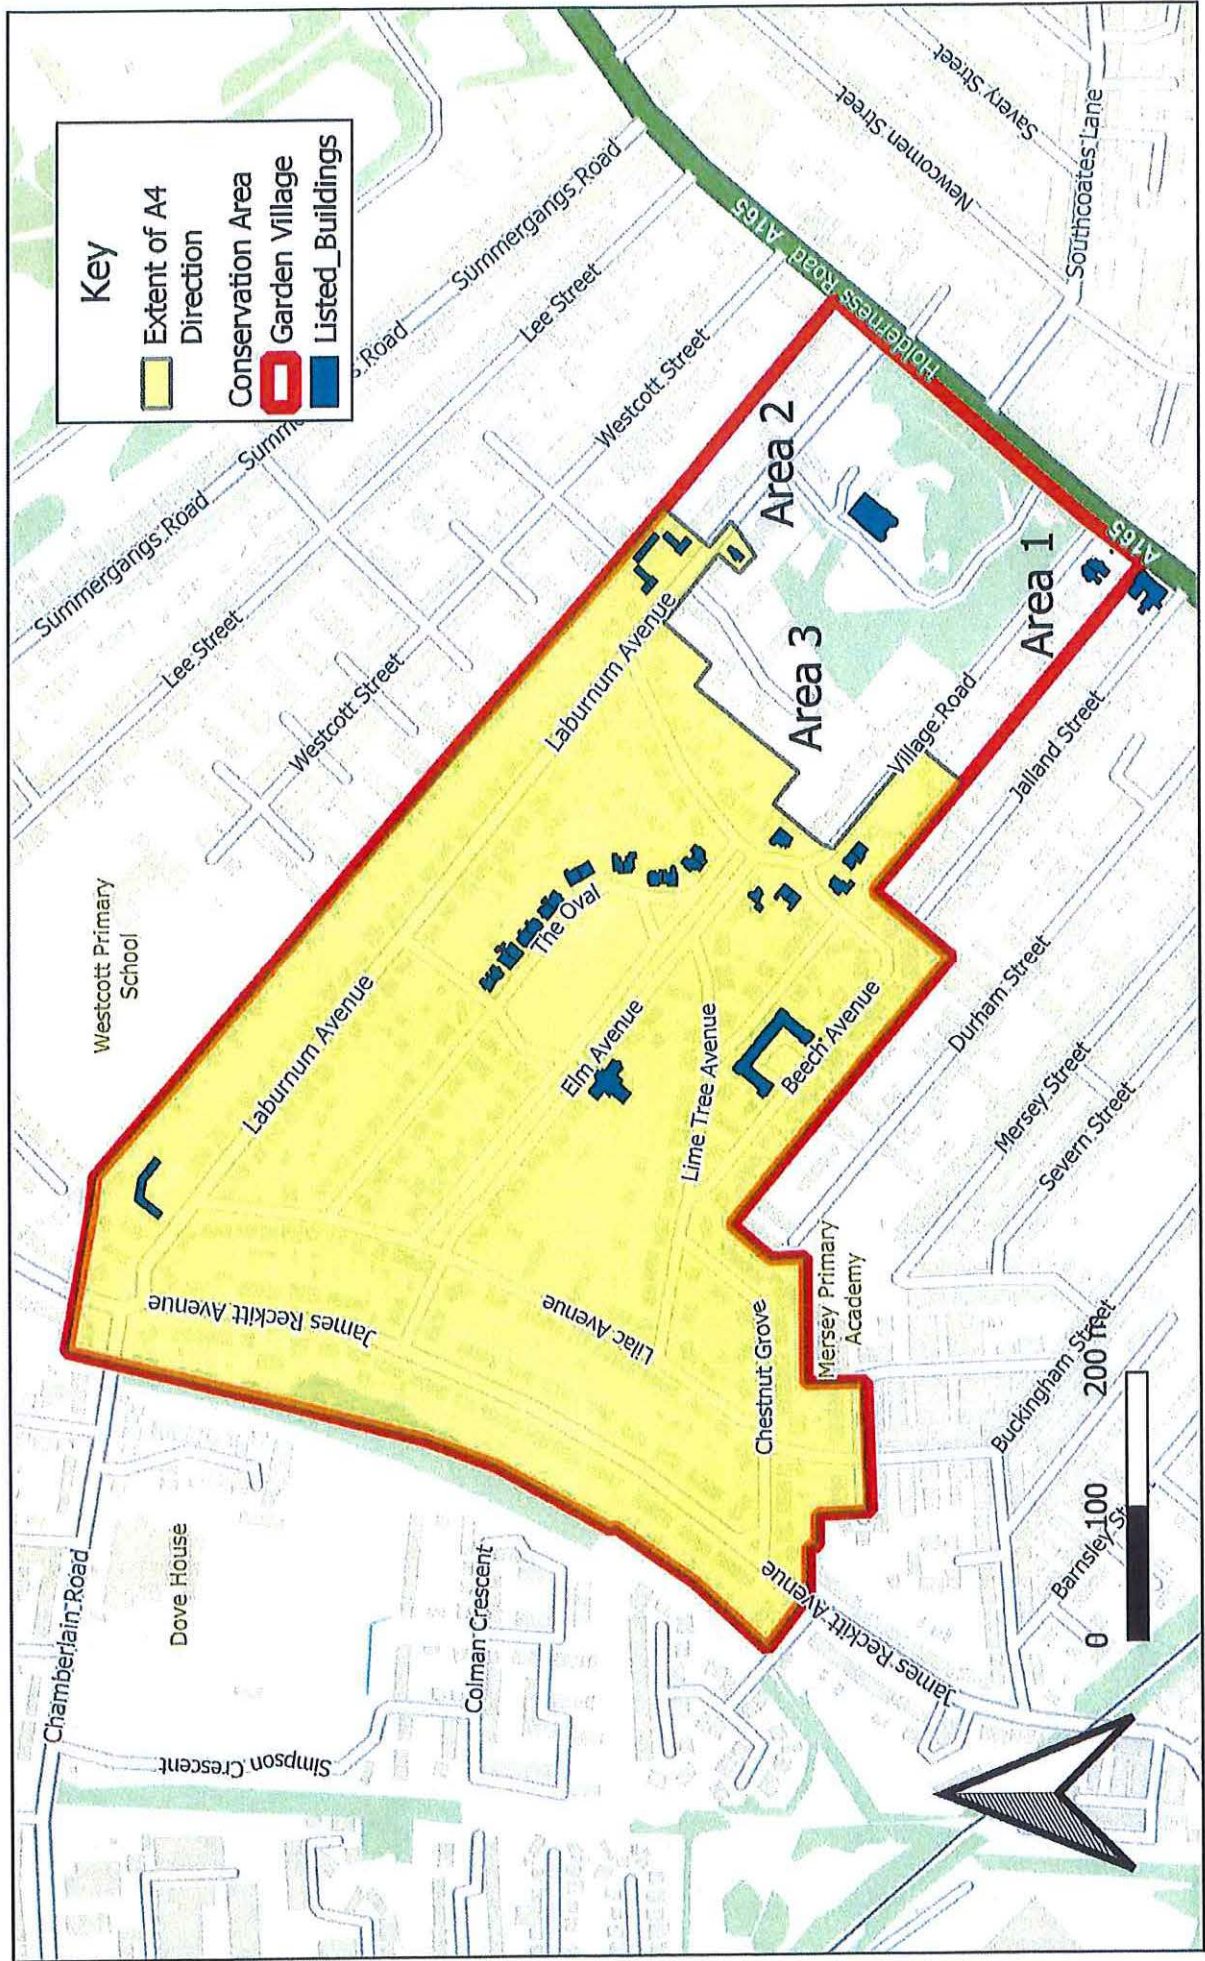 Key
Extent of A4
Direction
Conservation Area
Garden Village
Listed_Buildings
Summergangs Road
Summergangs Road
Lee Street
Lee Street
Westcott Street
Westcott Street
Westcott Primary
School
Savery Street
Newcomen Street
Southcoates Lane
A165
Holderness Road
A165
Laburnum Avenue
Laburnum Avenue
Laburnum Avenue
Area 2
Area 3
Area 1
Village Road
Jalland Street
The Oval
Elm Avenue
Lime Tree Avenue
Beech Avenue
Durham Street
Mersey Street
Severn Street
James Reckitt Avenue
Lilac Avenue
Chestnut Grove
Mersey Primary
Academy
Buckingham Street
Chamberlain Road
Dove House
Simpson Crescent
Colman Crescent
James Reckitt Avenue
0
100
200 m